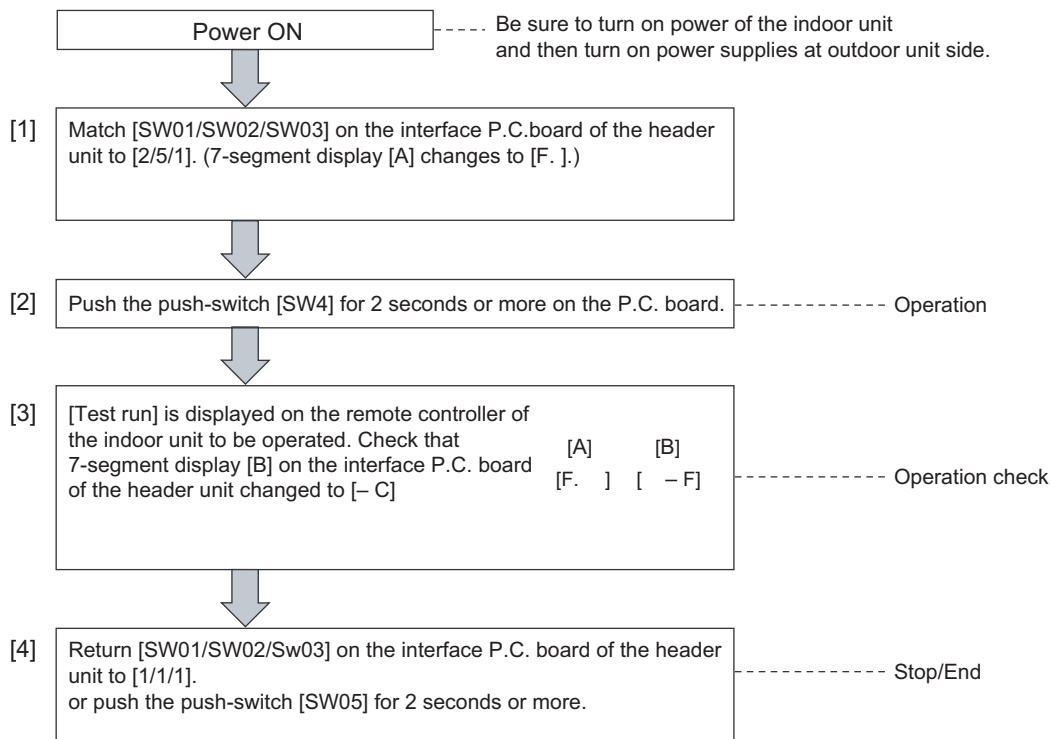 Power ON
Be sure to turn on power of the indoor unit
and then turn on power supplies at outdoor unit side.
[1]
Match [SW01/SW02/SW03] on the interface P.C.board of the header
unit to [2/5/1]. (7-segment display [A] changes to [F. ].)
[2]
Push the push-switch [SW4] for 2 seconds or more on the P.C. board.
Operation
[3]
[Test run] is displayed on the remote controller of
the indoor unit to be operated. Check that
7-segment display [B] on the interface P.C. board
of the header unit changed to [– C]
[A] [B]
[F. ] [ – F]
Operation check
[4]
Return [SW01/SW02/Sw03] on the interface P.C. board of the header
unit to [1/1/1].
or push the push-switch [SW05] for 2 seconds or more.
Stop/End